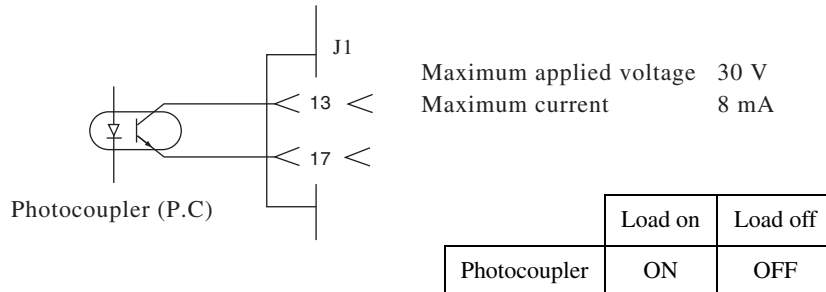 J1
Maximum applied voltage 30 V
13
Maximum current 8 mA
17
Photocoupler (P.C)
Load on Load off
Photocoupler ON OFF